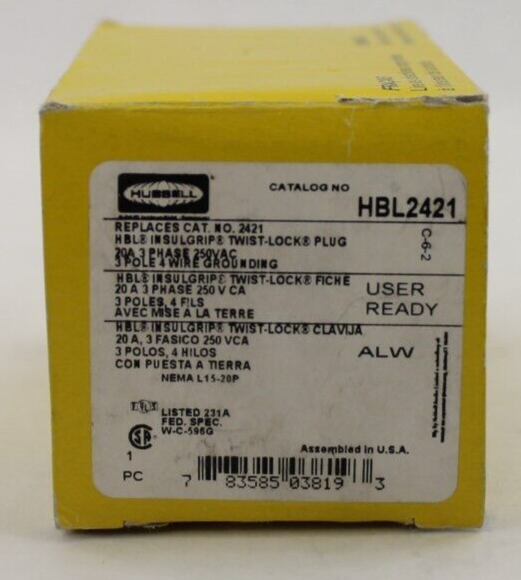 HUBBELL
CATALOG NO
HBL2421
REPLACES CAT. NO. 2421
HBL® INSULGRIP® TWIST-LOCK® PLUG
20A 3 PHASE 250VAC
3 POLE 4 WIRE GROUNDING
C-6-2
HBL® INSULGRIP® TWIST-LOCK® FICHE
20 A 3 PHASE 250 V CA
3 POLES, 4 FILS
AVEC MISE A LA TERRE
USER
READY
HBL® INSULGRIP® TWIST-LOCK® CLAVIJA
20 A, 3 FASICO 250 VCA
3 POLOS, 4 HILOS
CON PUESTA A TIERRA
NEMA L15-20P
ALW
LISTED 231A
FED. SPEC.
W-C-596G
Assembled in U.S.A.
1
PC
7 83585 03819 3